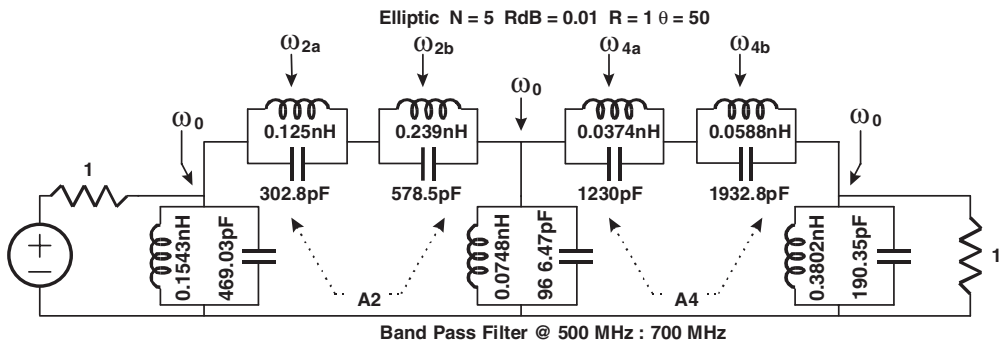 Elliptic N = 5 RdB = 0.01 R = 1 θ = 50
ω2a
ω2b
ω4a
ω4b
ω0
ω0
ω0
0.125nH
0.239nH
0.0374nH
0.0588nH
1
302.8pF
578.5pF
1230pF
1932.8pF
0.1543nH
469.03pF
0.0748nH
96 6.47pF
0.3802nH
190.35pF
1
A2
A4
Band Pass Filter @ 500 MHz : 700 MHz